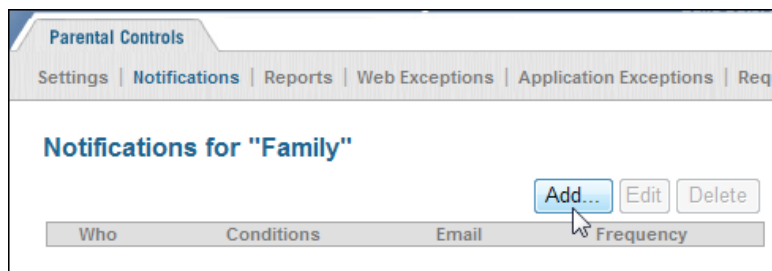 Parental Controls
Settings | Notifications | Reports | Web Exceptions | Application Exceptions | Req
Notifications for "Family"
Add... Edit Delete
Who Conditions Email Frequency